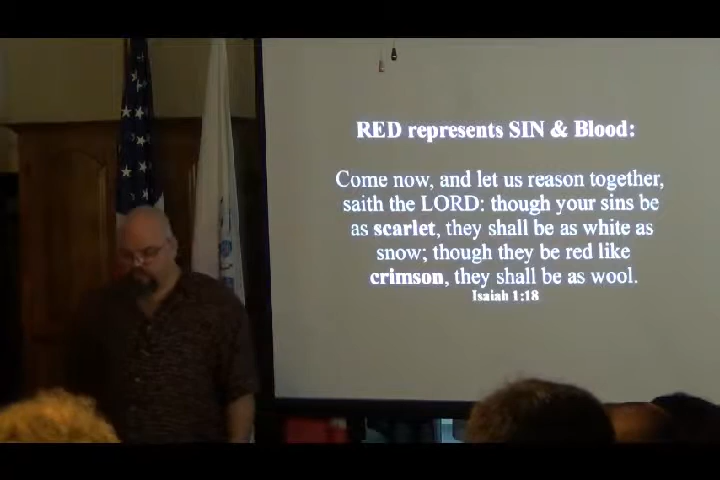 RED represents SIN & Blood:
Come now, and let us reason together,
saith the LORD: though your sins be
as scarlet, they shall be as white as
snow; though they be red like
crimson, they shall be as wool.
Isaiah 1:18